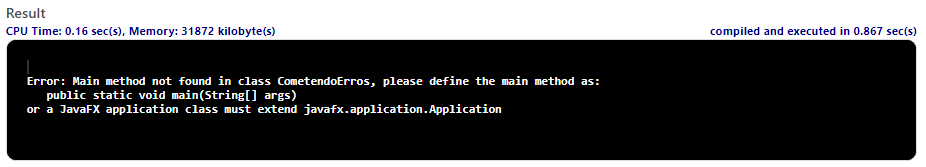 Result
CPU Time: 0.16 sec(s), Memory: 31872 kilobyte(s) compiled and executed in 0.867 sec(s)
Error: Main method not found in class CometendoErros, please define the main method as:
public static void main(String[] args)
or a JavaFX application class must extend javafx.application.Application